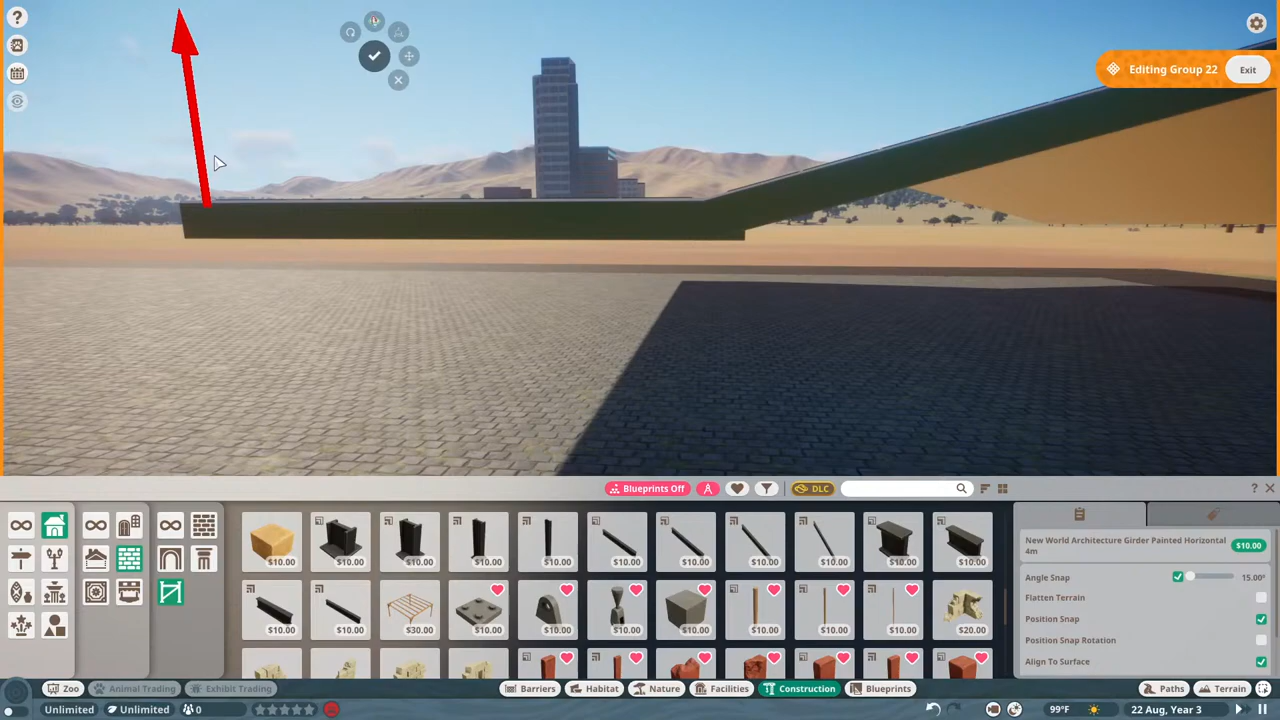 ?
Editing Group 22
Exit
Blueprints Off
DLC
?
$10.00 $10.00 $10.00 $10.00 $10.00 $10.00 $10.00 $10.00 $10.00 $10.00 $10.00
$10.00 $10.00 $30.00 $10.00 $10.00 $10.00 $10.00 $10.00 $10.00 $10.00 $20.00
New World Architecture Girder Painted Horizontal
4m
$10.00
Angle Snap
15.00°
Flatten Terrain
Position Snap
Position Snap Rotation
Align To Surface
Zoo
Animal Trading
Exhibit Trading
Barriers
Habitat
Nature
Facilities
Construction
Blueprints
Paths
Terrain
Unlimited
Unlimited
0
99°F
22 Aug, Year 3